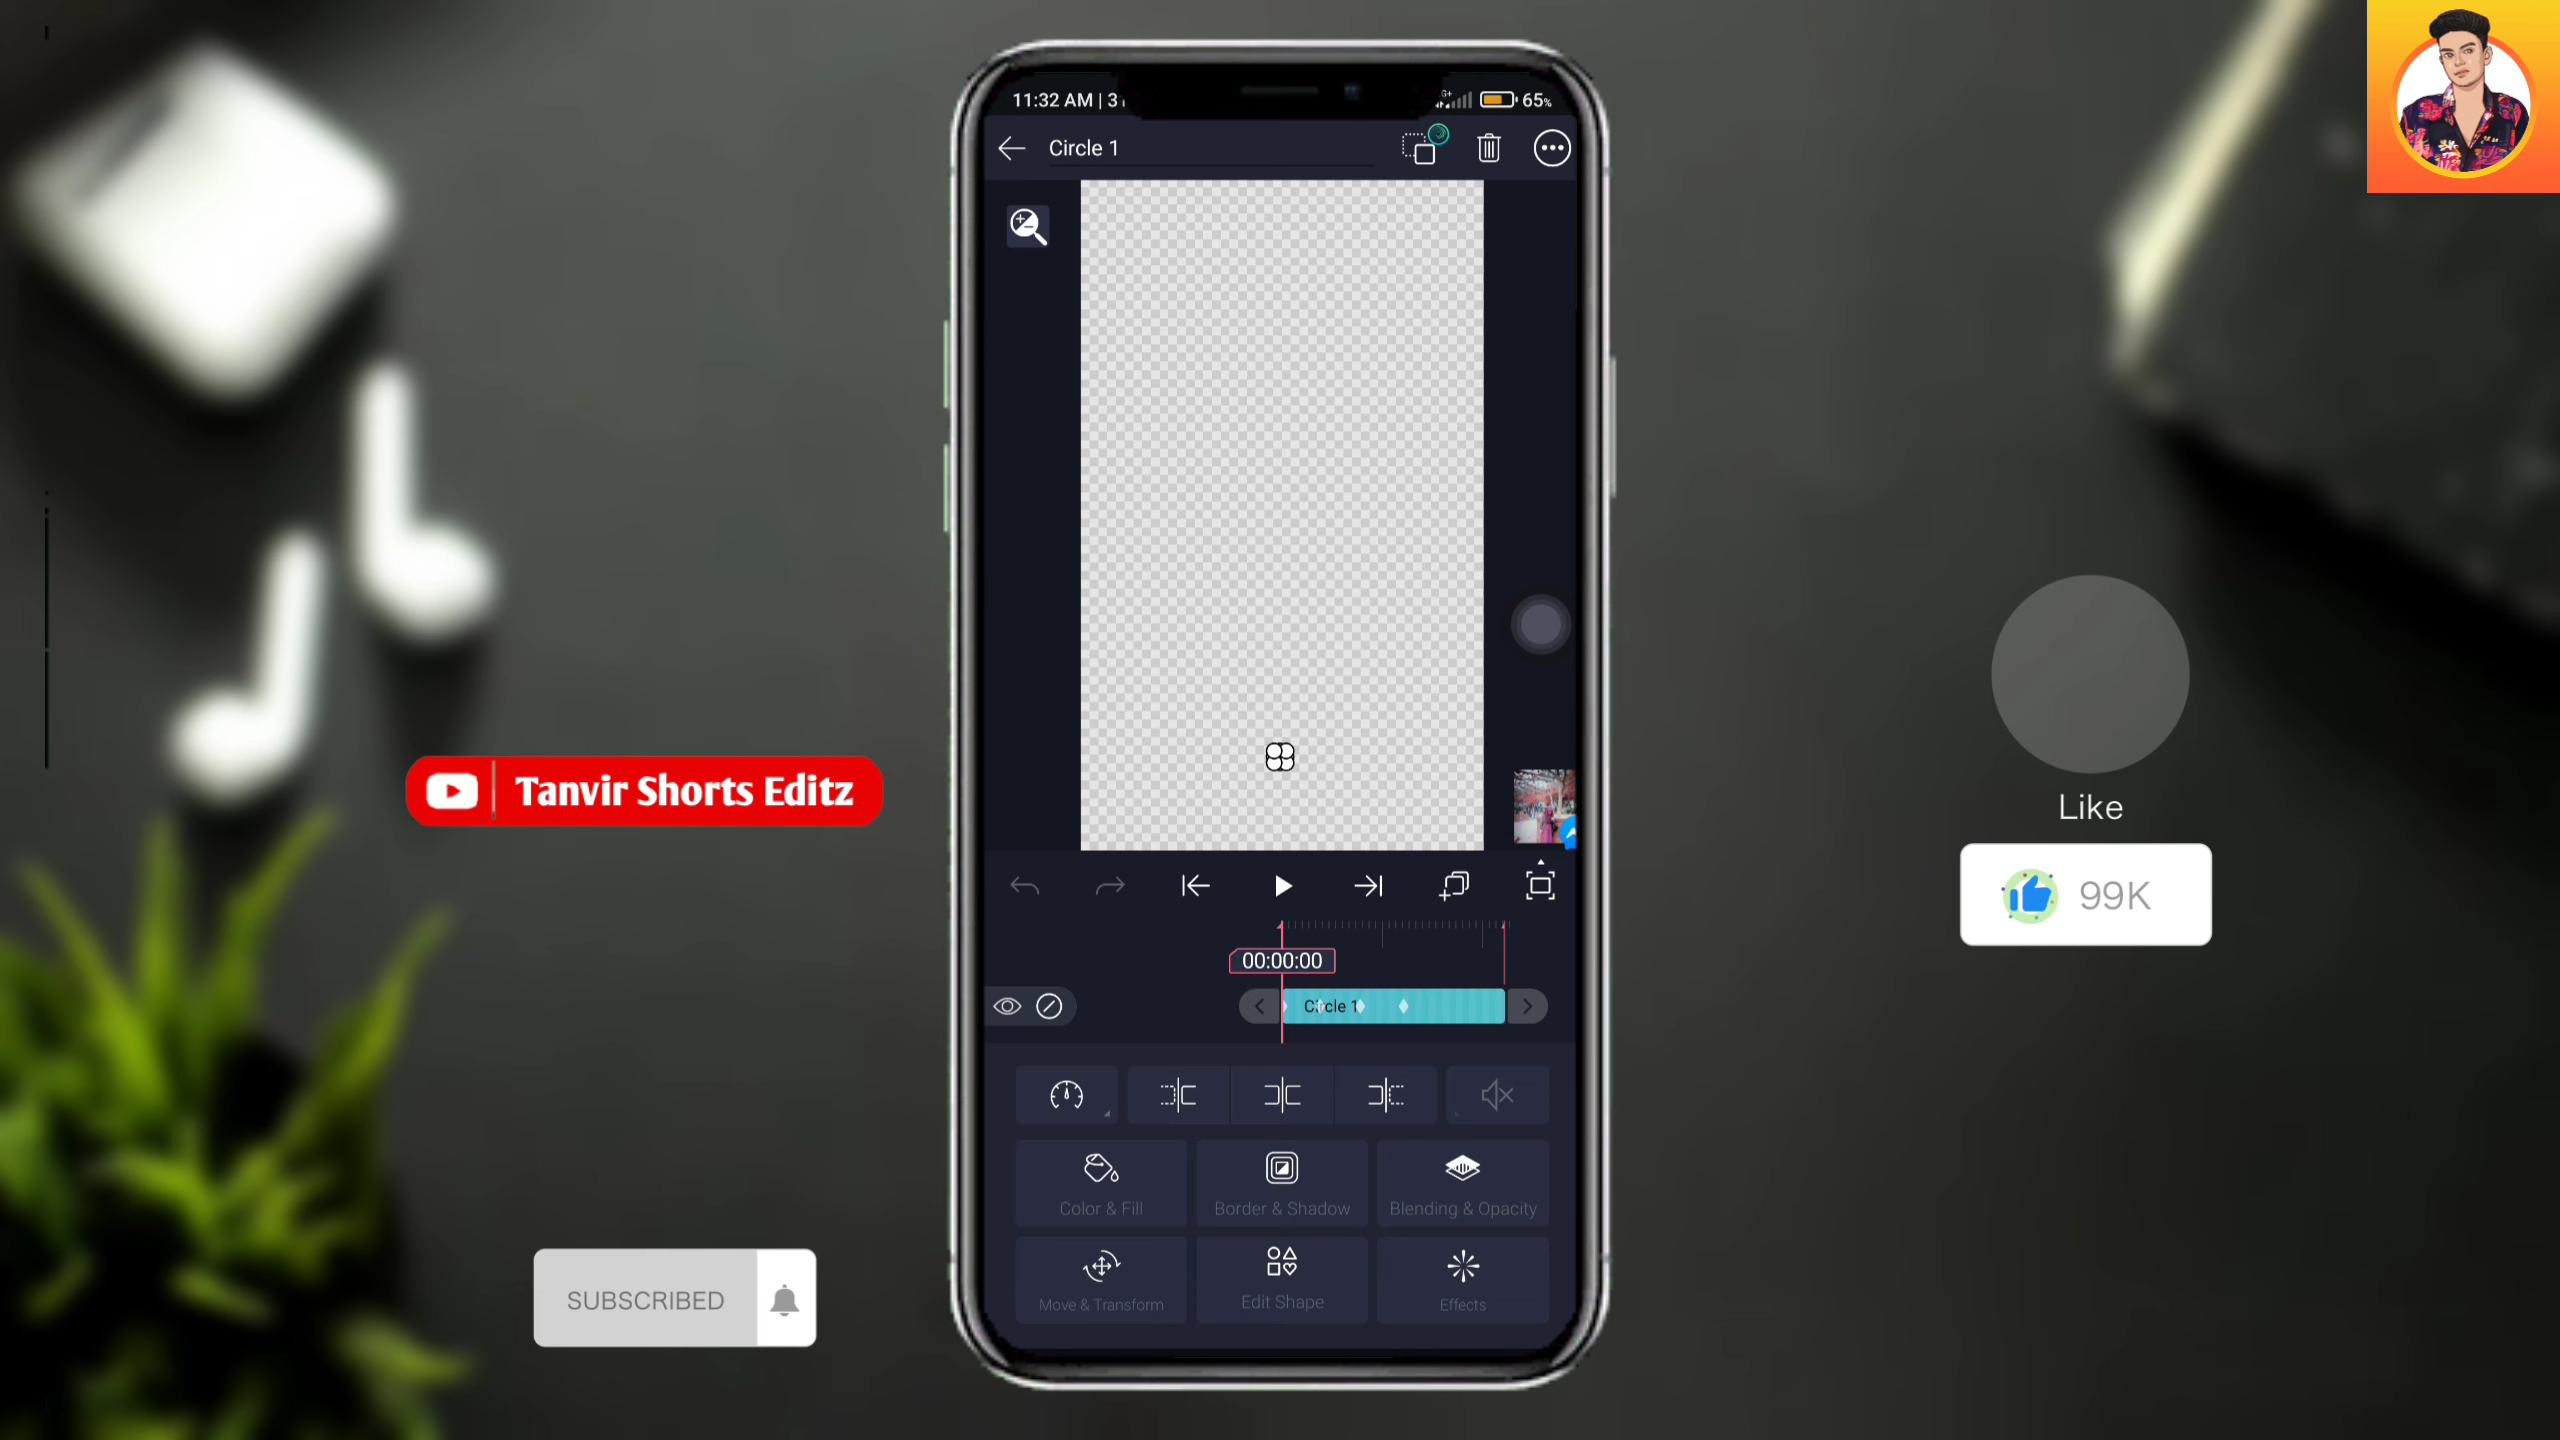 11:32 AM | 3
65%
Circle 1
Tanvir Shorts Editz
Like
99K
00:00:00
Circle 1
Color & Fill
Border & Shadow
Blending & Opacity
Move & Transform
Edit Shape
Effects
SUBSCRIBED